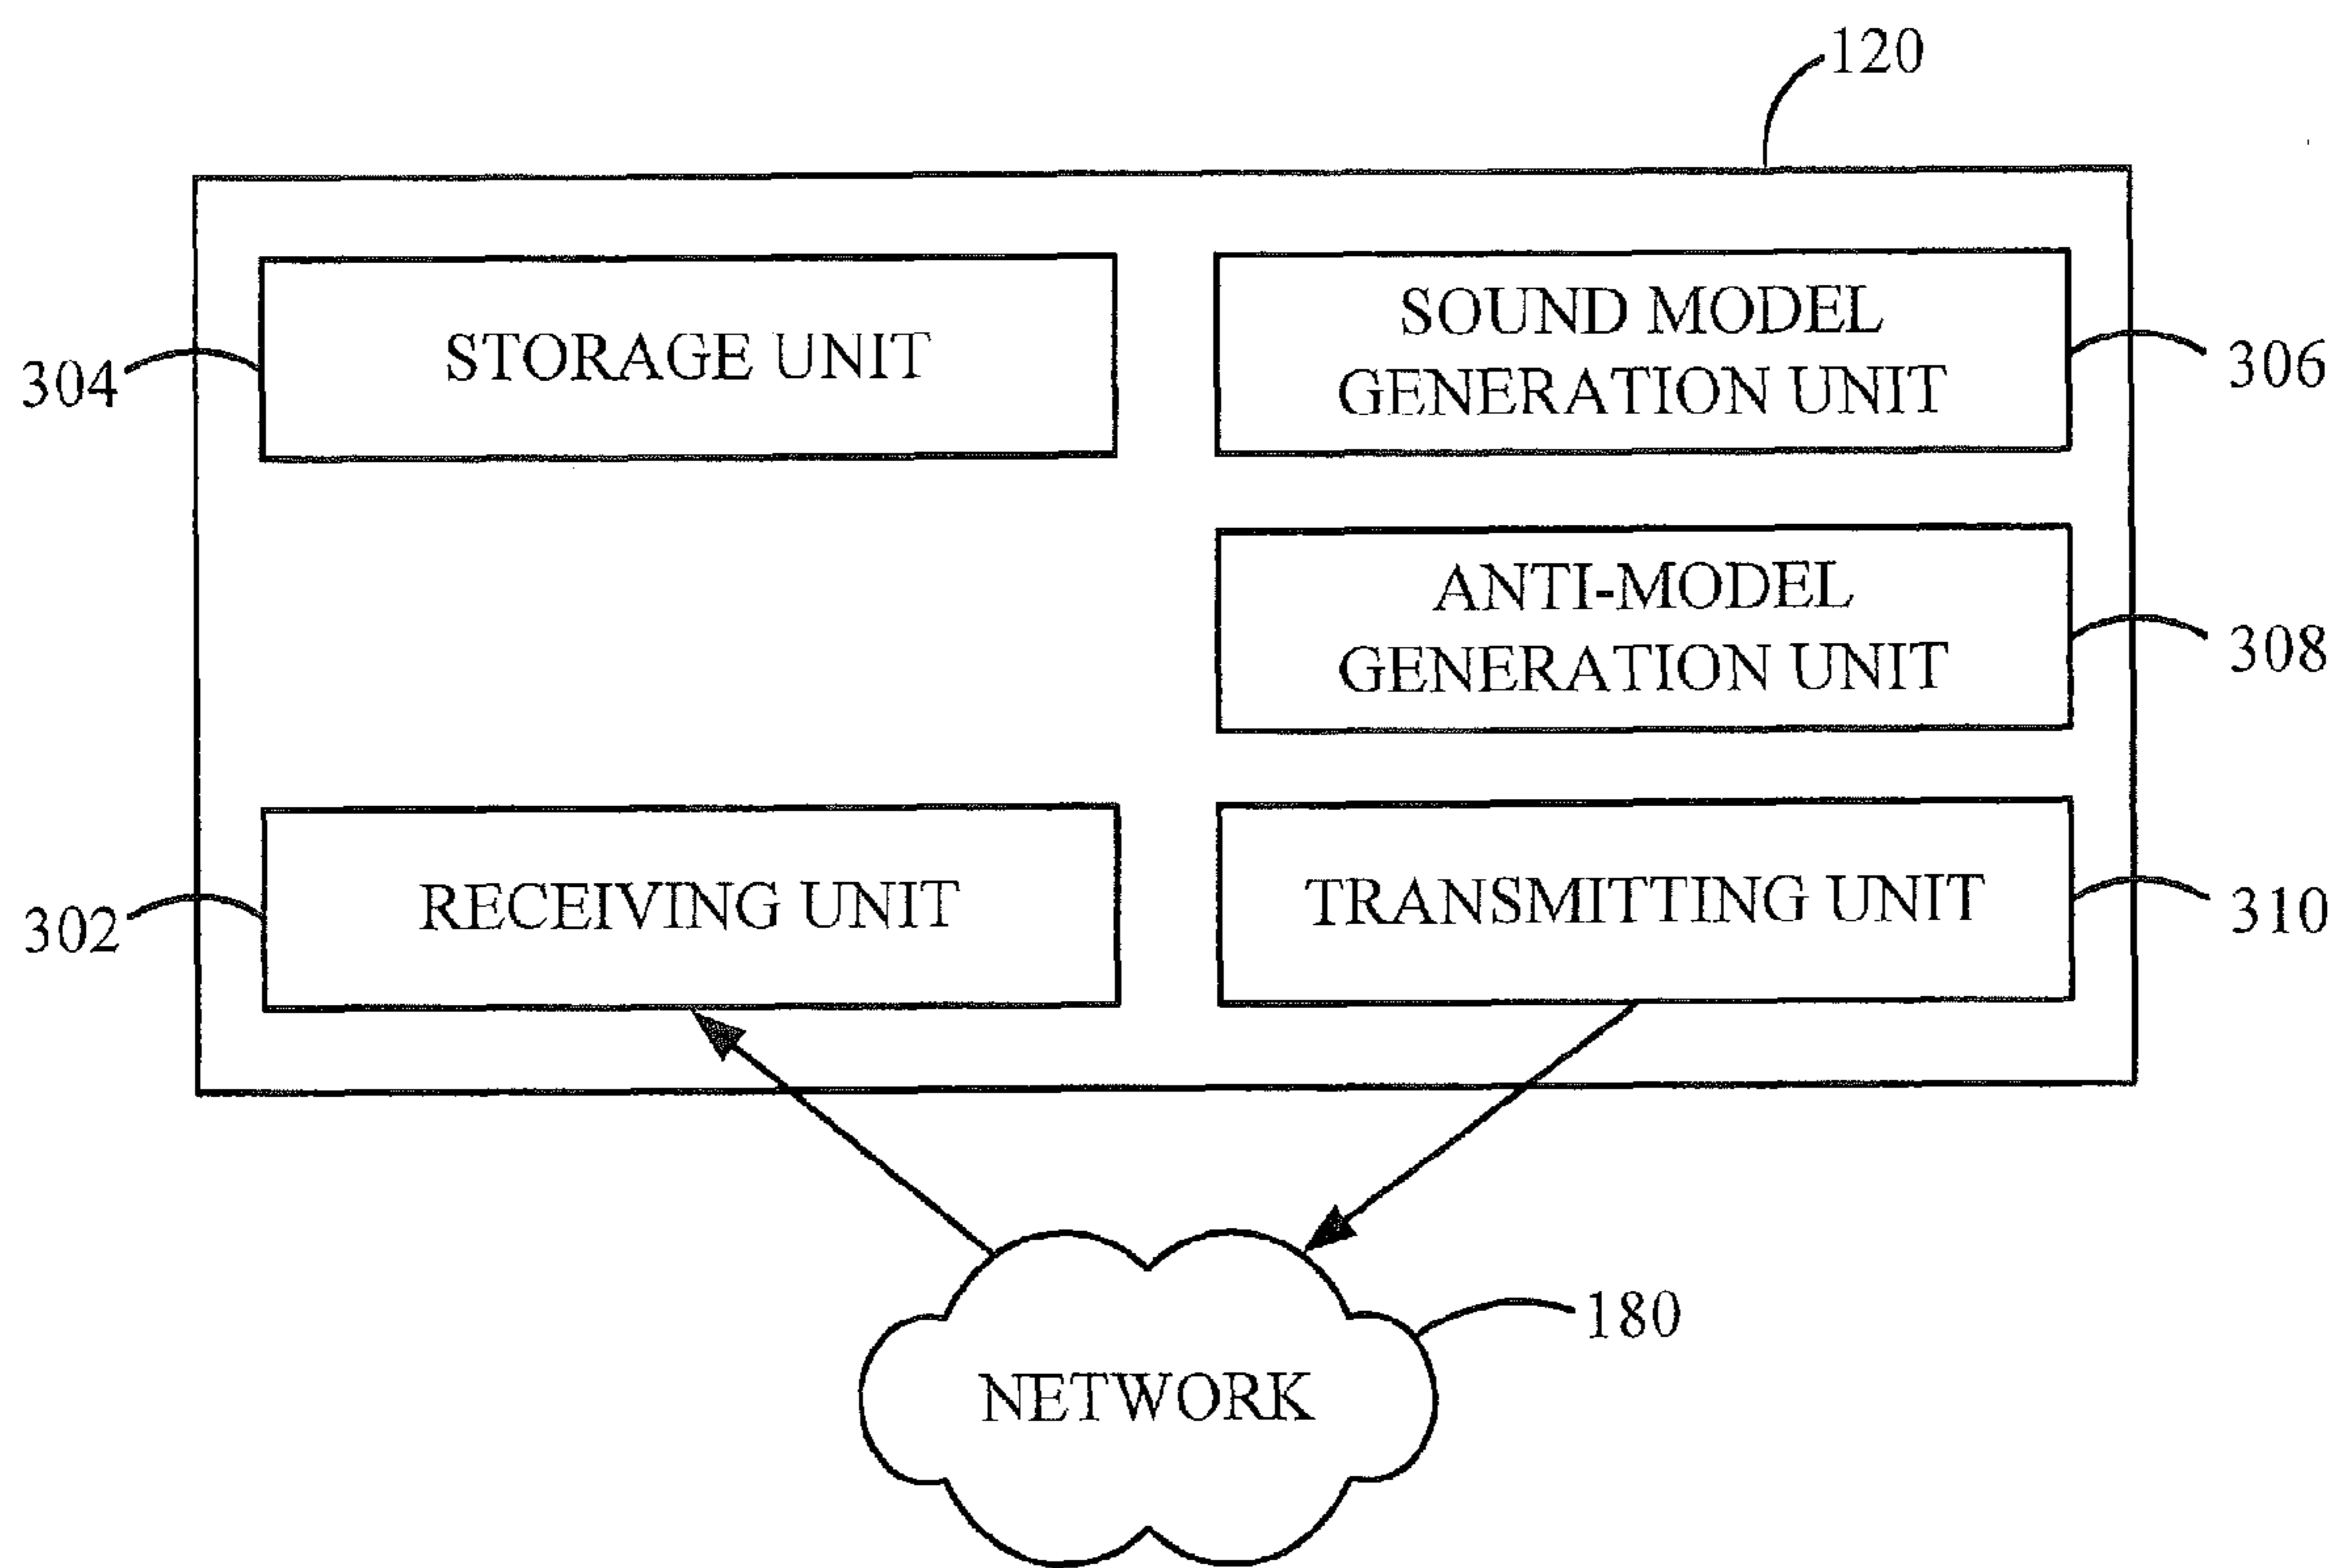 120
STORAGE UNIT
304
SOUND MODEL
GENERATION UNIT
306
ANTI-MODEL
GENERATION UNIT
308
RECEIVING UNIT
302
TRANSMITTING UNIT
310
180
NETWORK